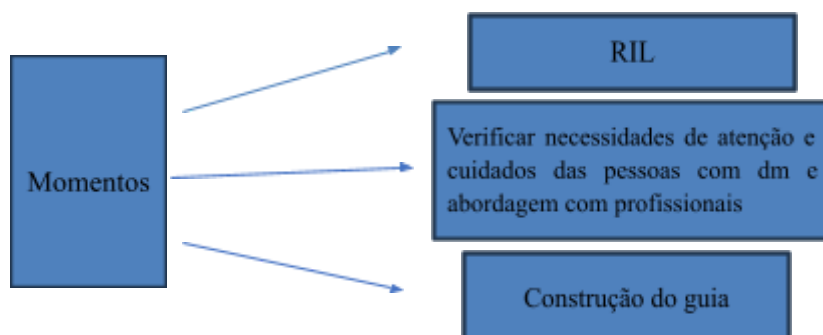 RIL
Momentos
Verificar necessidades de atenção e
cuidados das pessoas com dm e
abordagem com profissionais
Construção do guia